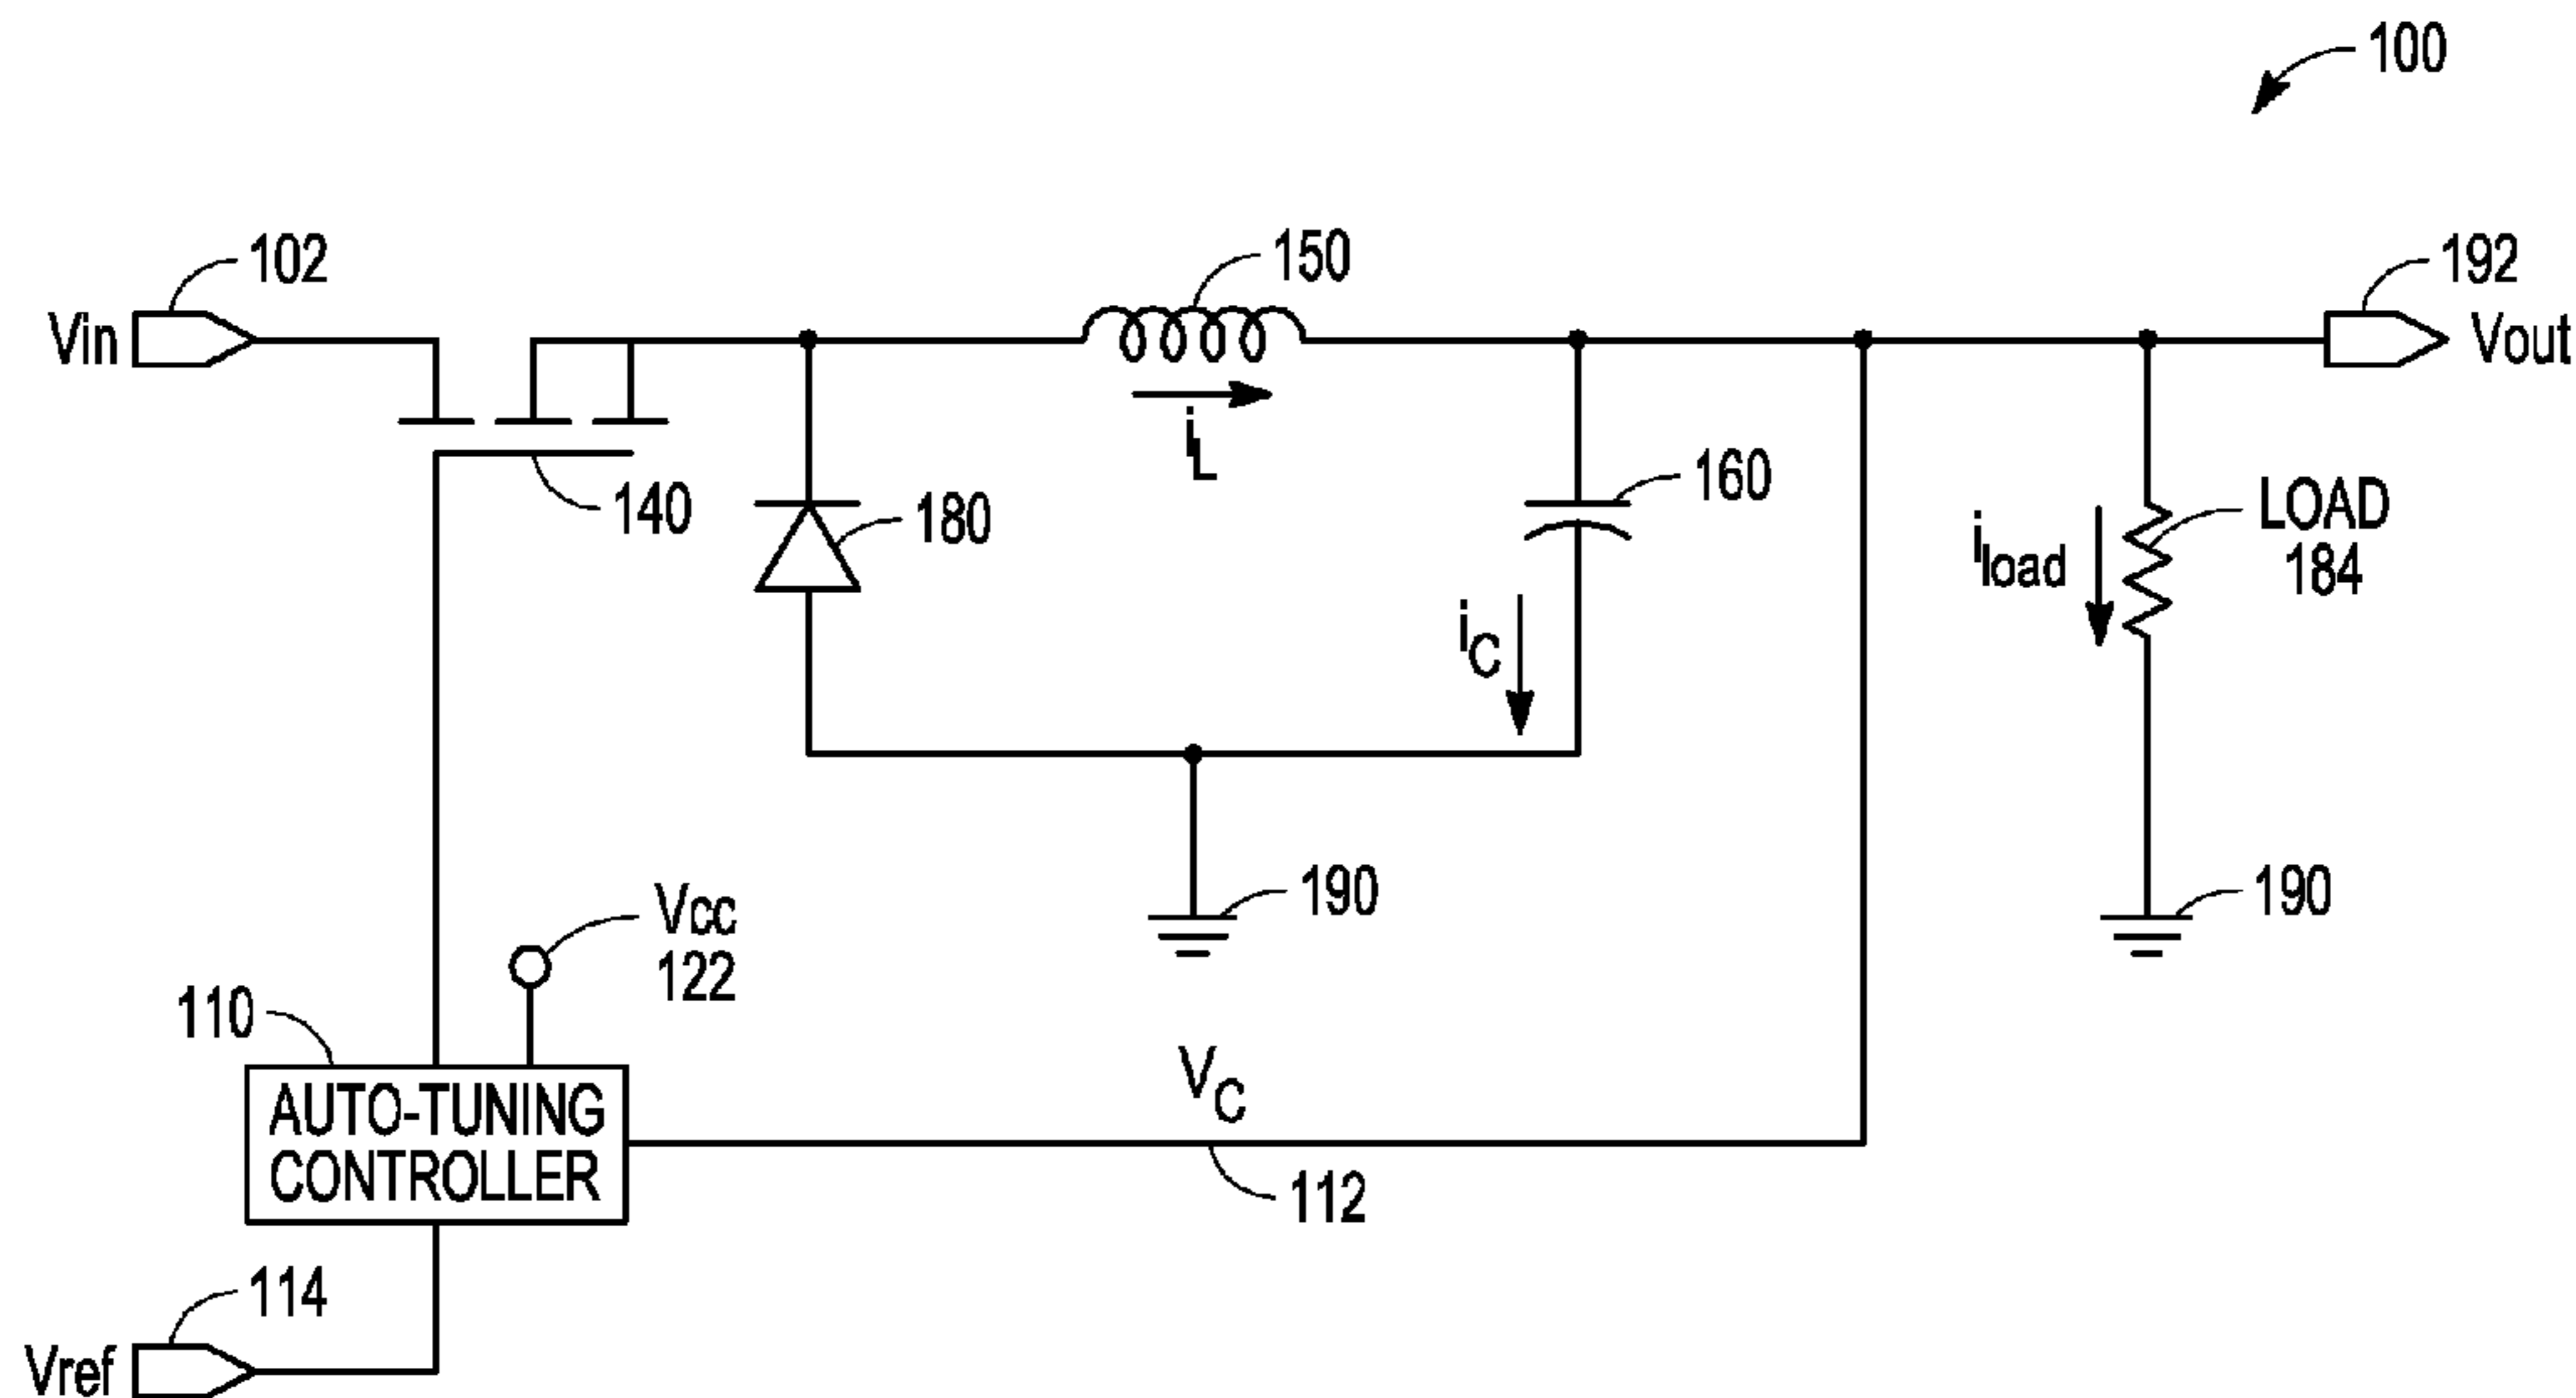 100
102
150
192
Vin
Vout
iL
140
180
160
LOAD
184
iload
iC
190
190
Vcc
122
110
AUTO-TUNING
CONTROLLER
VC
112
114
Vref